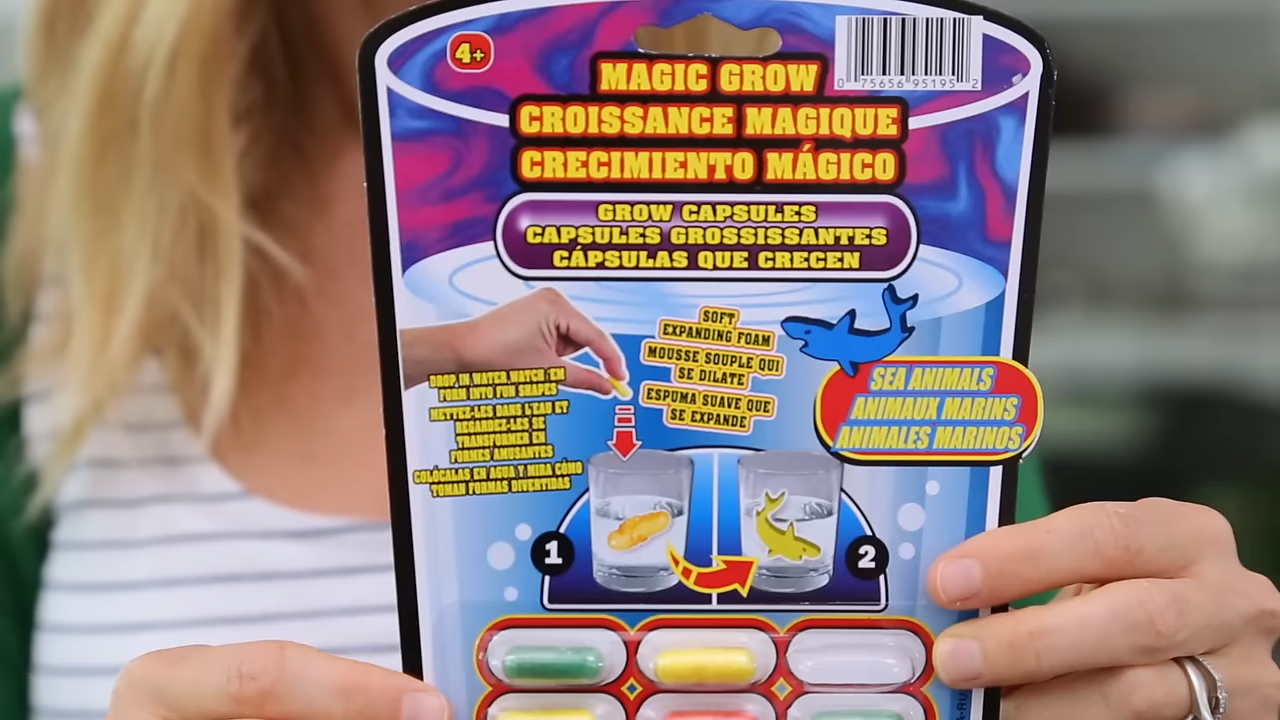 4+
0 75656 95195 2
MAGIC GROW
CROISSANCE MAGIQUE
CRECIMIENTO MÁGICO
GROW CAPSULES
CAPSULES GROSSISSANTES
CÁPSULAS QUE CRECEN
SOFT
EXPANDING FOAM
MOUSSE SOUPLE QUI
SE DILATE
ESPUMA SUAVE QUE
SE EXPANDE
SEA ANIMALS
ANIMAUX MARINS
ANIMALES MARINOS
DROP IN WATER, WATCH 'EM
FORM INTO FUN SHAPES
METTEZ-LES DANS L'EAU ET
REGARDEZ-LES SE
TRANSFORMER EN
FORMES AMUSANTES
COLÓCALAS EN AGUA Y MIRA CÓMO
TOMAN FORMAS DIVERTIDAS
1
2